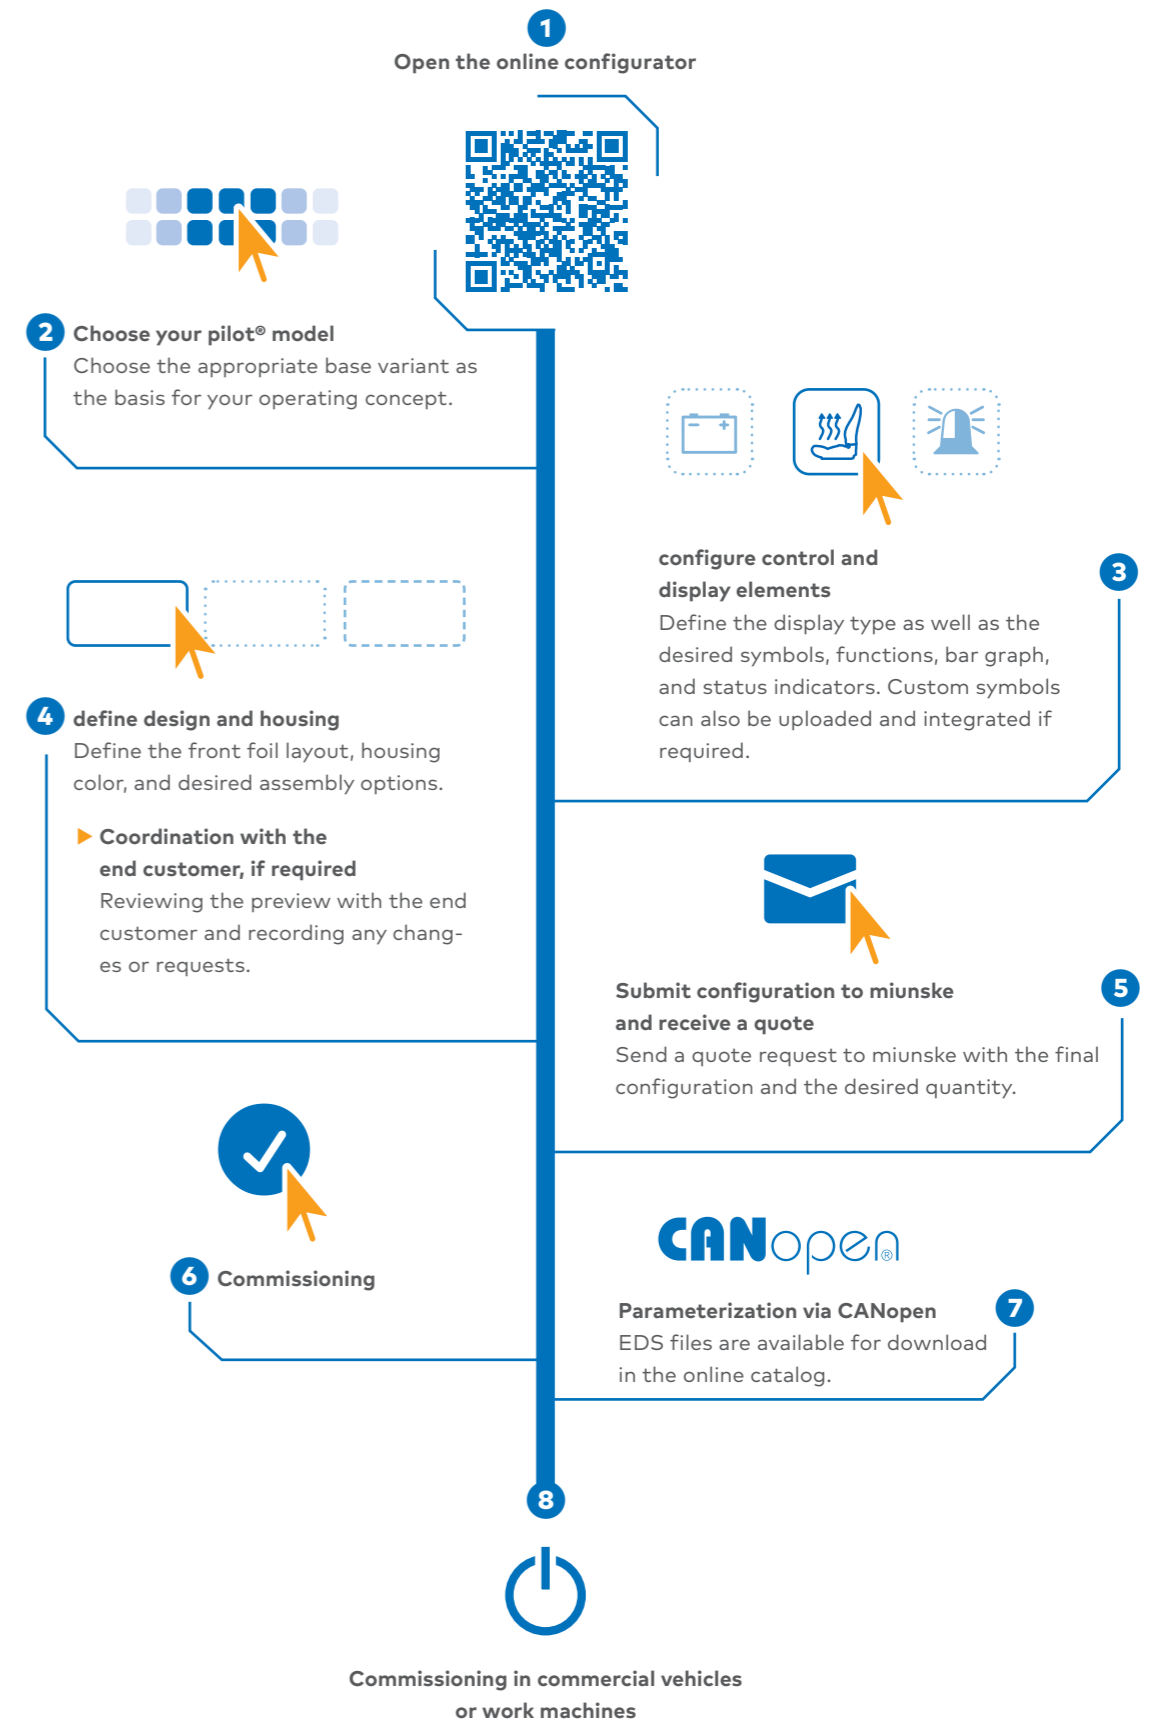 1
Open the online configurator
2 Choose your pilot® model
Choose the appropriate base variant as
the basis for your operating concept.
configure control and
display elements
3
Define the display type as well as the
desired symbols, functions, bar graph,
and status indicators. Custom symbols
can also be uploaded and integrated if
required.
4 define design and housing
Define the front foil layout, housing
color, and desired assembly options.
Coordination with the
end customer, if required
Reviewing the preview with the end
customer and recording any chang-
es or requests.
Submit configuration to miunske
and receive a quote
5
Send a quote request to miunske with the final
configuration and the desired quantity.
6 Commissioning
CANopen®
Parameterization via CANopen 7
EDS files are available for download
in the online catalog.
8
Commissioning in commercial vehicles
or work machines